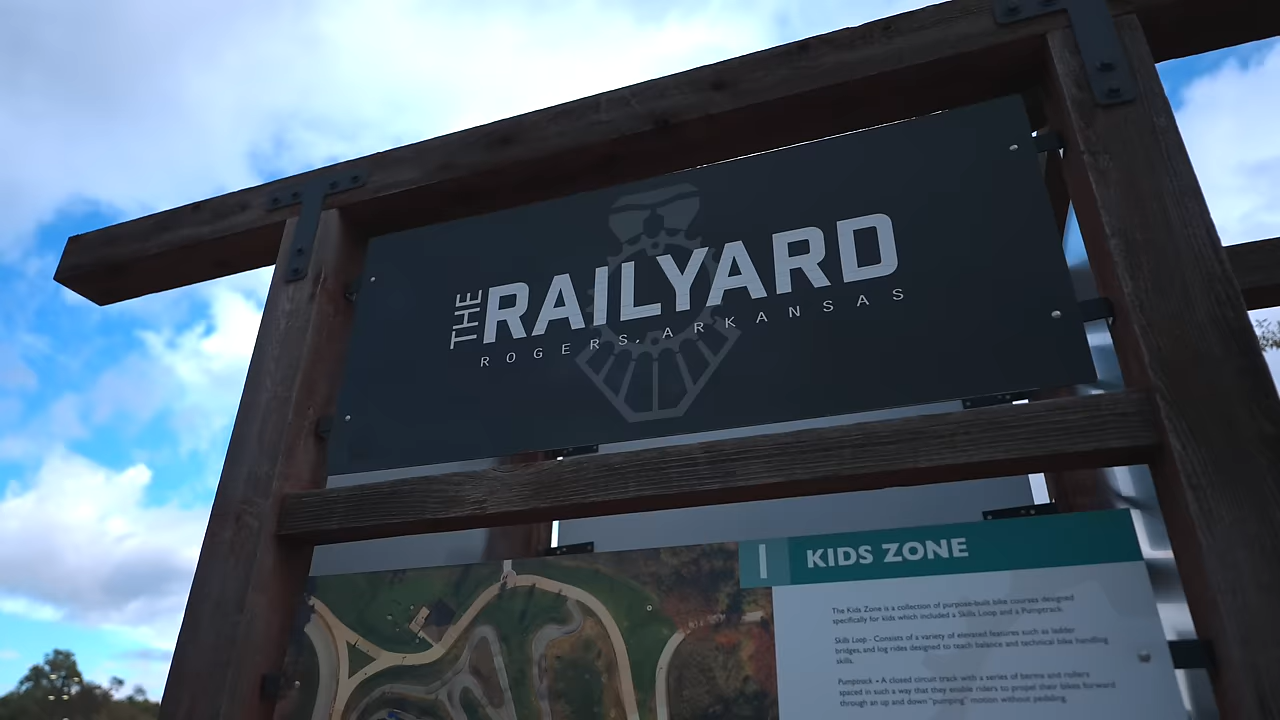 THE RAILYARD
ROGERS, ARKANSAS
KIDS ZONE
The Kids Zone is a collection of purpose-built bike courses designed
specifically for kids which included a Skills Loop and a Pumptrack.
Skills Loop - Consists of a variety of elevated features such as ladder
bridges, and log rides designed to teach balance and technical bike handling
skills.
Pumptrack - A closed circuit track with a series of berms and rollers
spaced in such a way that they enable riders to propel their bikes forward
through an up and down "pumping" motion without pedaling.